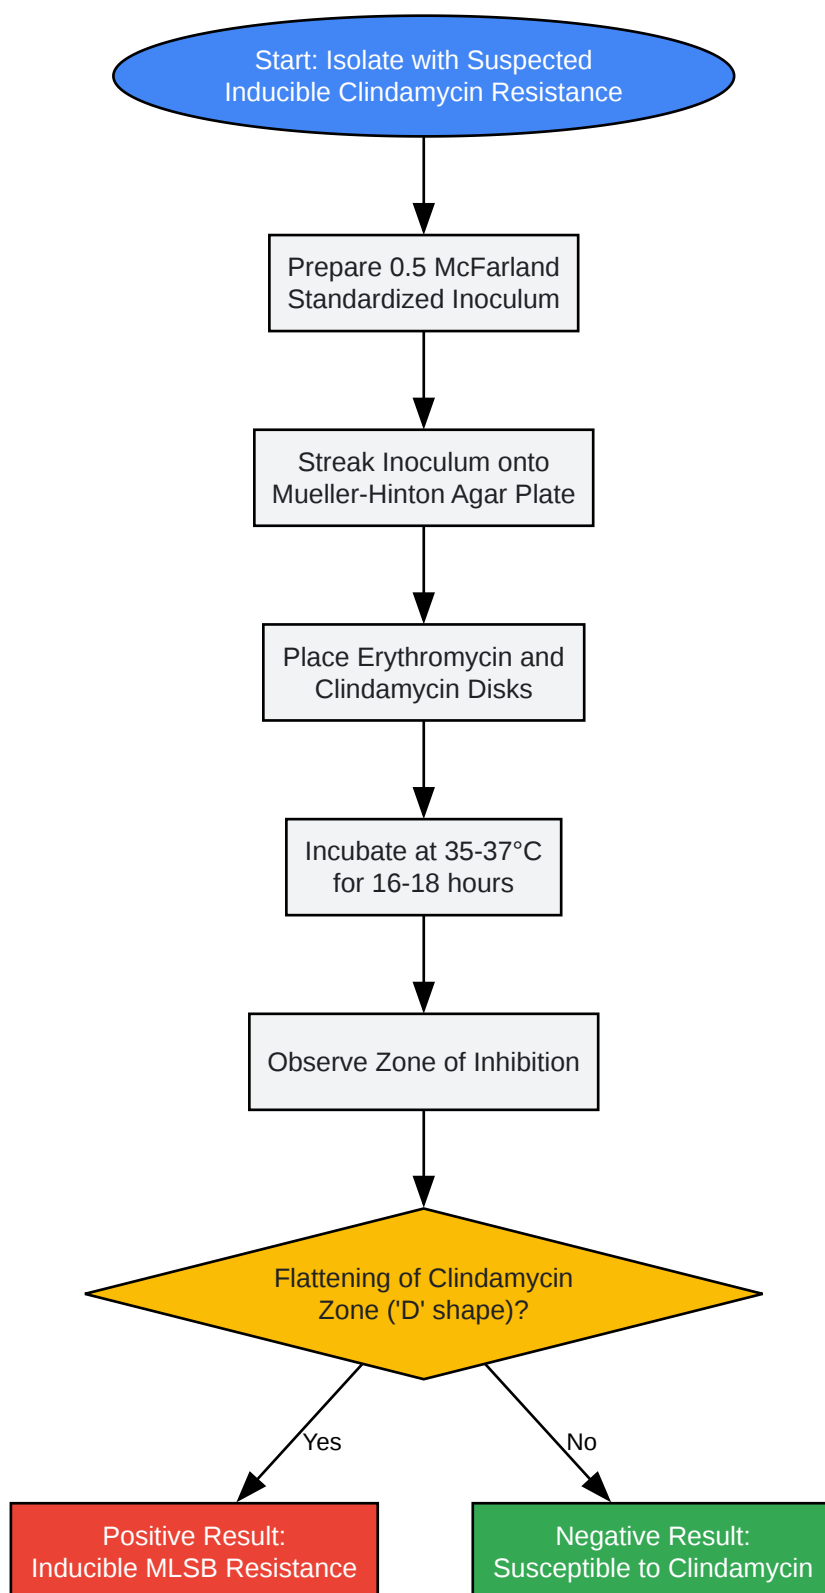 Start: Isolate with Suspected
Inducible Clindamycin Resistance
Prepare 0.5 McFarland
Standardized Inoculum
Streak Inoculum onto
Mueller-Hinton Agar Plate
Place Erythromycin and
Clindamycin Disks
Incubate at 35-37°C
for 16-18 hours
Observe Zone of Inhibition
Flattening of Clindamycin
Zone ('D' shape)?
Yes
No
Positive Result:
Inducible MLSB Resistance
Negative Result:
Susceptible to Clindamycin